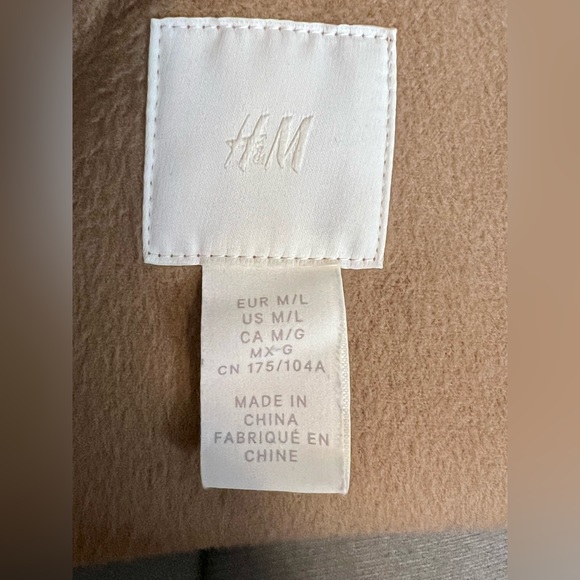 H&M
EUR M/L
US M/L
CA M/G
MX G
CN 175/104A
MADE IN
CHINA
FABRIQUÉ EN
CHINE